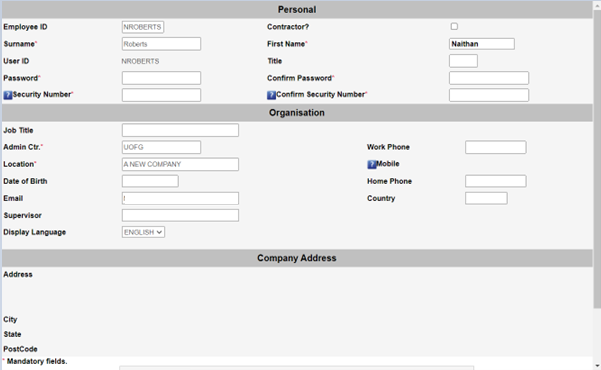 Personal
Employee ID NROBERTS Contractor?
Surname* Roberts First Name* Naithan
User ID NROBERTS Title
Password* Confirm Password*
?Security Number* ?Confirm Security Number*
Organisation
Job Title
Admin Ctr.* UOFG Work Phone
Location* A NEW COMPANY ?Mobile
Date of Birth Home Phone
Email ! Country
Supervisor
Display Language ENGLISH
Company Address
Address
City
State
PostCode
* Mandatory fields.